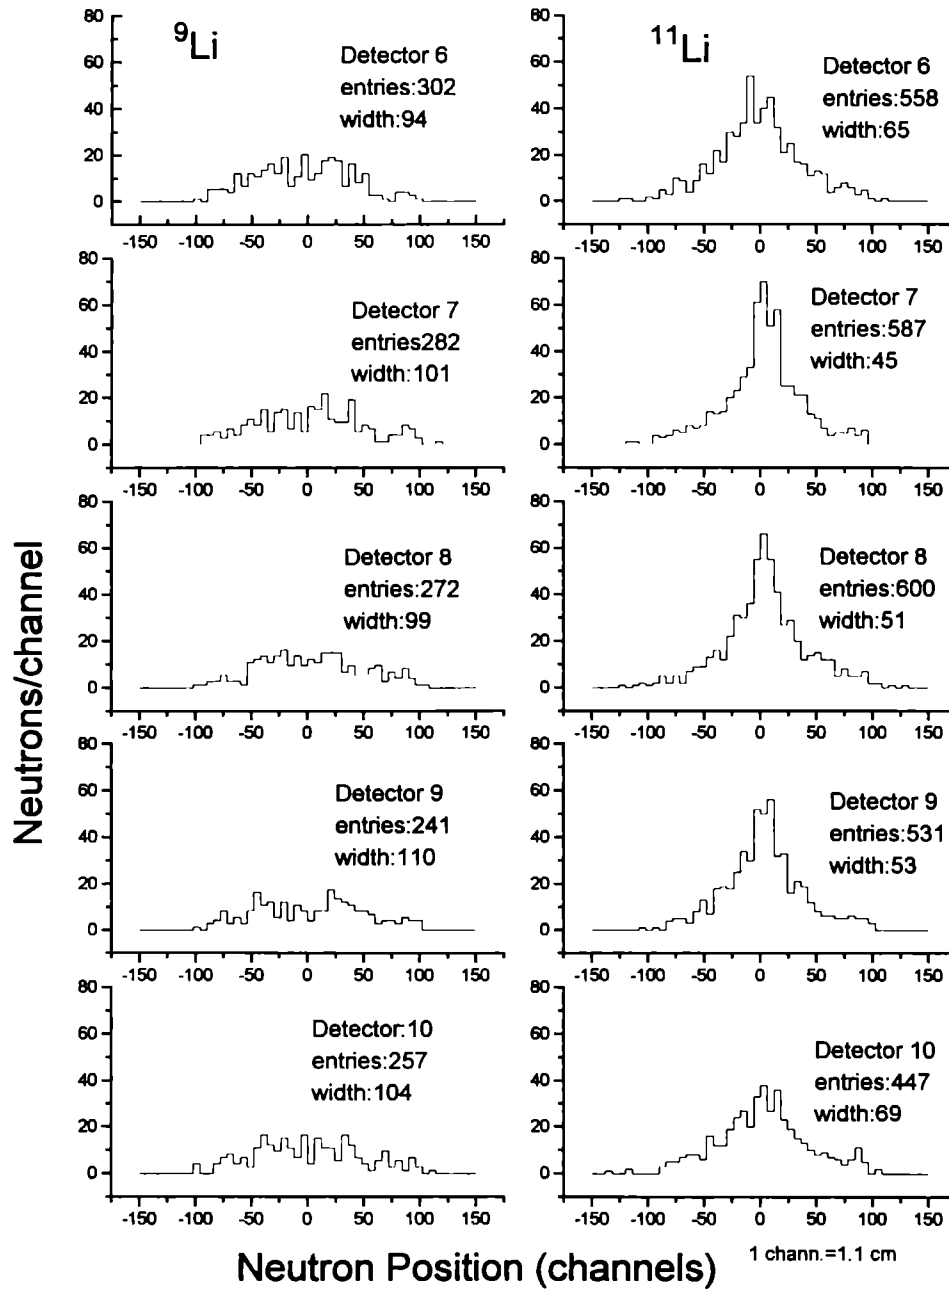 ⁹Li
80
60
40
20
0
Detector 6
entries:302
width:94
-150 -100 -50 0 50 100 150
¹¹Li
80
60
40
20
0
Detector 6
entries:558
width:65
-150 -100 -50 0 50 100 150
80
60
40
20
0
Detector 7
entries282
width:101
-150 -100 -50 0 50 100 150
80
60
40
20
0
Detector 7
entries:587
width:45
-150 -100 -50 0 50 100 150
80
60
40
20
0
Detector 8
entries:272
width:99
-150 -100 -50 0 50 100 150
80
60
40
20
0
Detector 8
entries:600
width:51
-150 -100 -50 0 50 100 150
80
60
40
20
0
Detector 9
entries:241
width:110
-150 -100 -50 0 50 100 150
80
60
40
20
0
Detector 9
entries:531
width:53
-150 -100 -50 0 50 100 150
80
60
40
20
0
Detector:10
entries:257
width:104
-150 -100 -50 0 50 100 150
80
60
40
20
0
Detector 10
entries:447
width:69
-150 -100 -50 0 50 100 150
Neutrons/channel
Neutron Position (channels)
1 chann.=1.1 cm